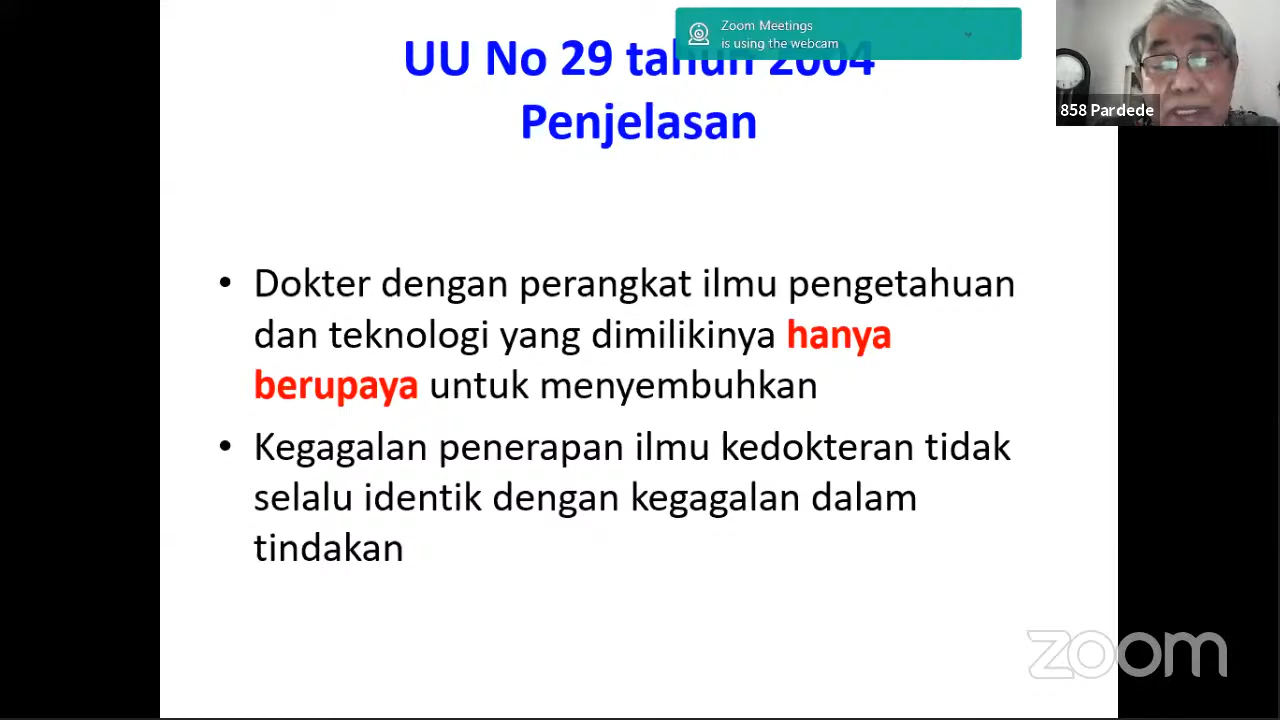 Zoom Meetings
is using the webcam
UU No 29 tahun 2004
Penjelasan
858 Pardede
• Dokter dengan perangkat ilmu pengetahuan
dan teknologi yang dimilikinya hanya
berupaya untuk menyembuhkan
• Kegagalan penerapan ilmu kedokteran tidak
selalu identik dengan kegagalan dalam
tindakan
zoom